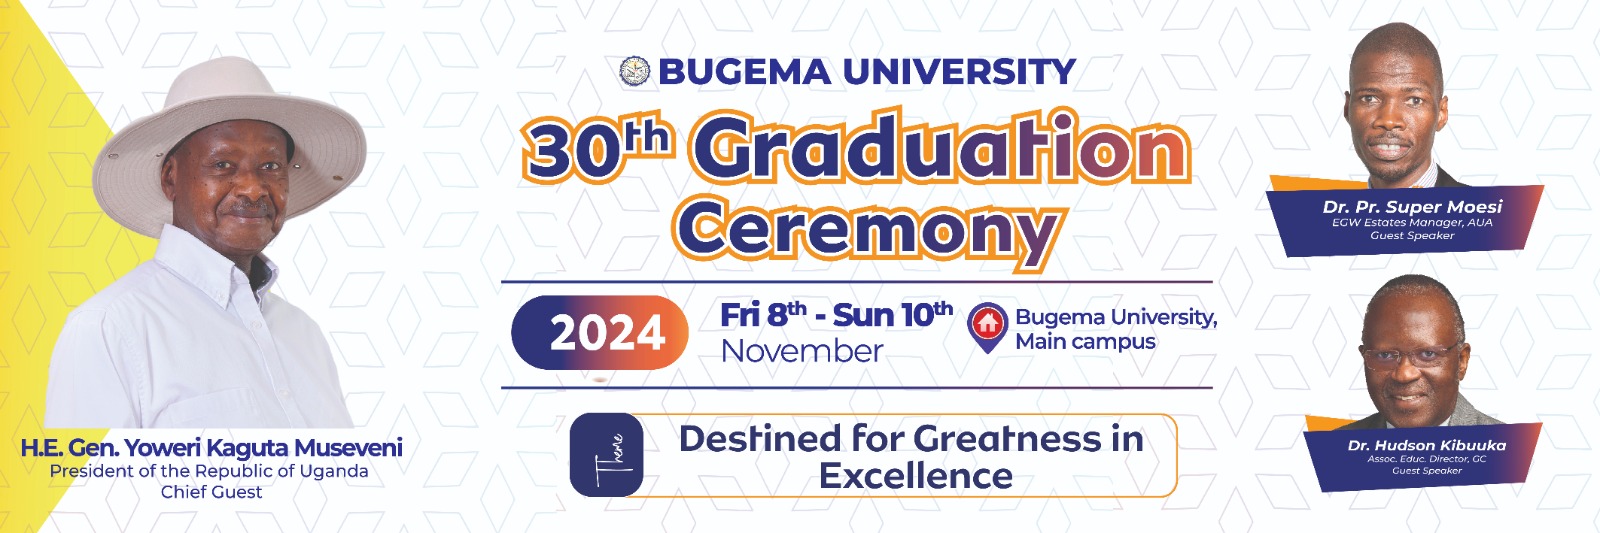 BUGEMA UNIVERSITY
30th Graduation
Ceremony
2024
Fri 8th - Sun 10th
November
Bugema University,
Main campus
Theme
Destined for Greatness in
Excellence
H.E. Gen. Yoweri Kaguta Museveni
President of the Republic of Uganda
Chief Guest
Dr. Pr. Super Moesi
EGW Estates Manager, AUA
Guest Speaker
Dr. Hudson Kibuuka
Assoc. Educ. Director, GC
Guest Speaker